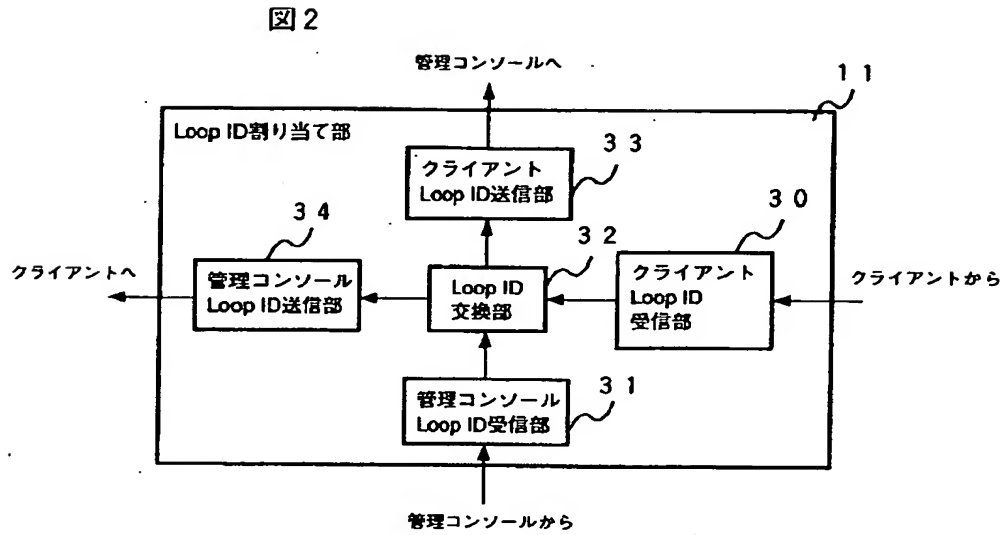 図2
管理コンソールへ
11
Loop ID割り当て部
33
クライアント
Loop ID送信部
34
32
30
クライアントへ
管理コンソール
Loop ID送信部
Loop ID
交換部
クライアント
Loop ID
受信部
クライアントから
31
管理コンソール
Loop ID受信部
管理コンソールから